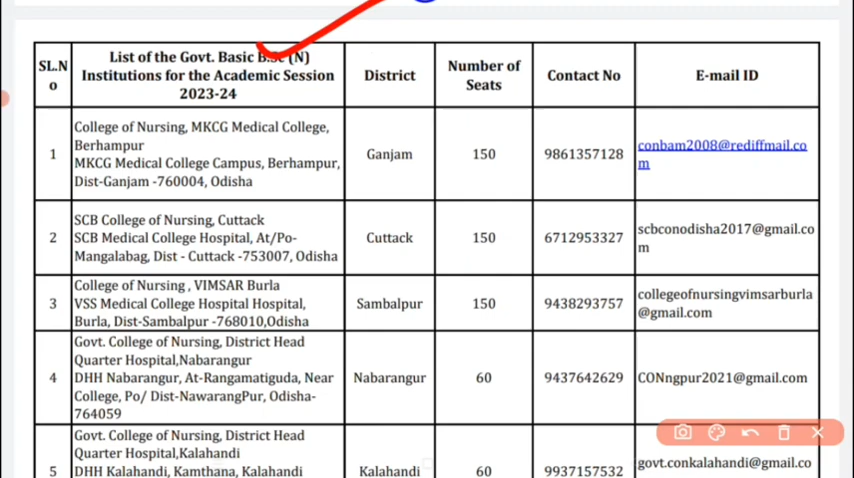 SL.N
o
List of the Govt. Basic B.Sc (N)
Institutions for the Academic Session
2023-24
District
Number of
Seats
Contact No
E-mail ID
1
College of Nursing, MKCG Medical College,
Berhampur
MKCG Medical College Campus, Berhampur,
Dist-Ganjam -760004, Odisha
Ganjam
150
9861357128
conbam2008@rediffmail.co
m
2
SCB College of Nursing, Cuttack
SCB Medical College Hospital, At/Po-
Mangalabag, Dist - Cuttack -753007, Odisha
Cuttack
150
6712953327
scbconodisha2017@gmail.co
m
3
College of Nursing , VIMSAR Burla
VSS Medical College Hospital Hospital,
Burla, Dist-Sambalpur -768010,Odisha
Sambalpur
150
9438293757
collegeofnursingvimsarburla
@gmail.com
4
Govt. College of Nursing, District Head
Quarter Hospital,Nabarangur
DHH Nabarangur, At-Rangamatiguda, Near
College, Po/ Dist-NawarangPur, Odisha-
764059
Nabarangur
60
9437642629
CONngpur2021@gmail.com
5
Govt. College of Nursing, District Head
Quarter Hospital,Kalahandi
DHH Kalahandi, Kamthana, Kalahandi
Kalahandi
60
9937157532
govt.conkalahandi@gmail.co